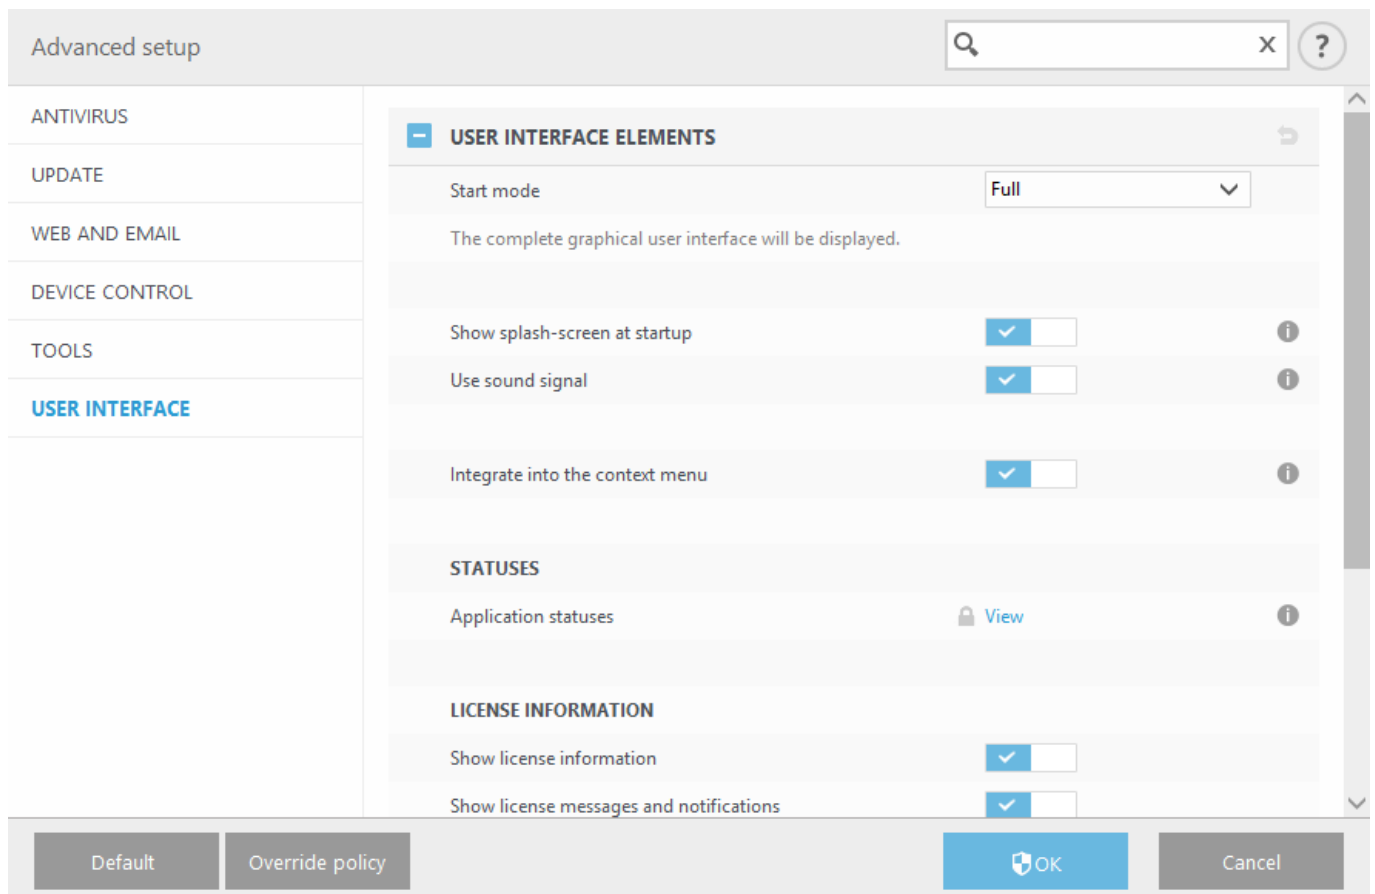 Advanced setup
x
?
ANTIVIRUS
UPDATE
WEB AND EMAIL
DEVICE CONTROL
TOOLS
USER INTERFACE
USER INTERFACE ELEMENTS
Start mode
Full
The complete graphical user interface will be displayed.
Show splash-screen at startup
Use sound signal
Integrate into the context menu
STATUSES
Application statuses
View
LICENSE INFORMATION
Show license information
Show license messages and notifications
Default
Override policy
OK
Cancel